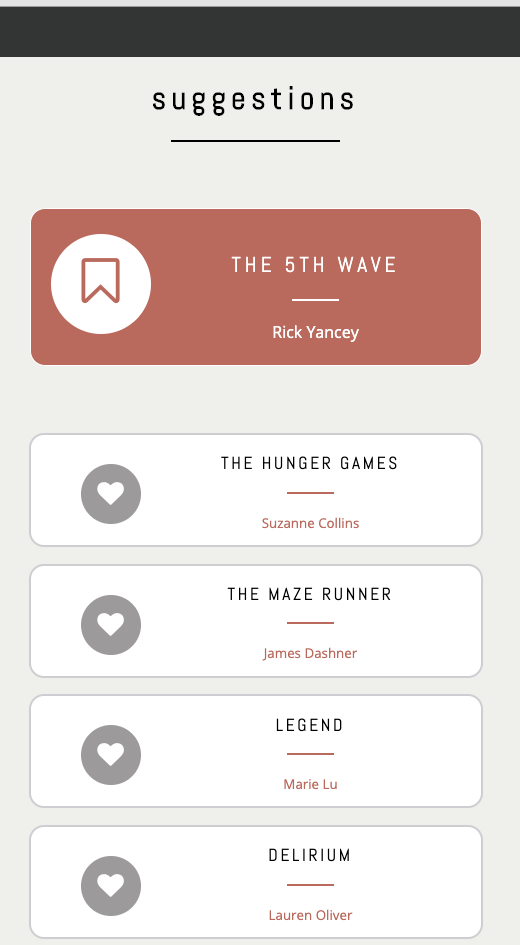 suggestions
THE 5TH WAVE
Rick Yancey
THE HUNGER GAMES
Suzanne Collins
THE MAZE RUNNER
James Dashner
LEGEND
Marie Lu
DELIRIUM
Lauren Oliver